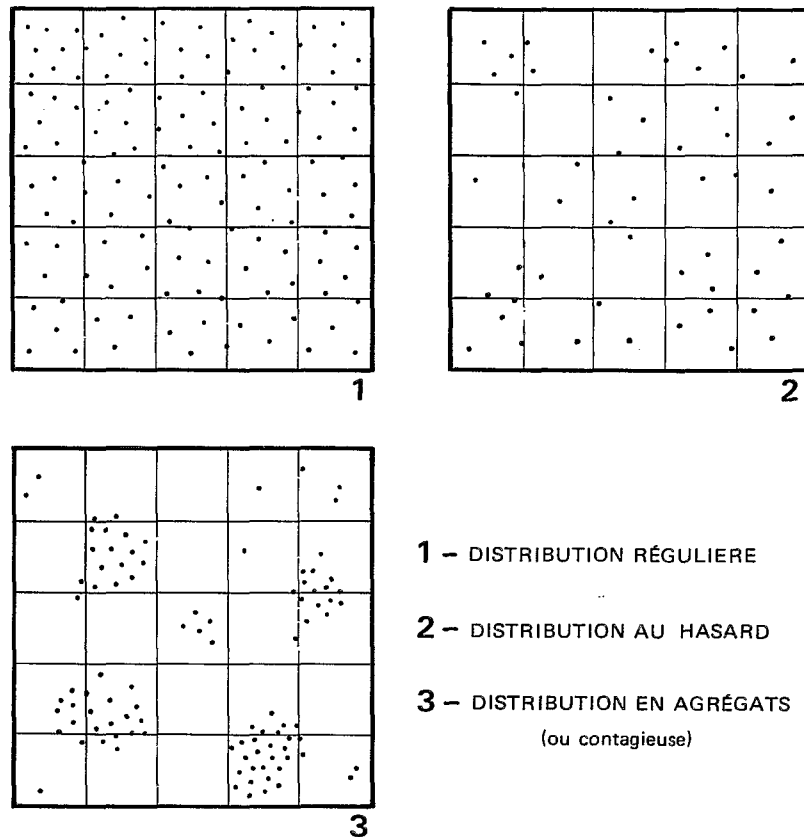 1
2
3
1 – DISTRIBUTION RÉGULIERE
2 – DISTRIBUTION AU HASARD
3 – DISTRIBUTION EN AGRÉGATS
(ou contagieuse)